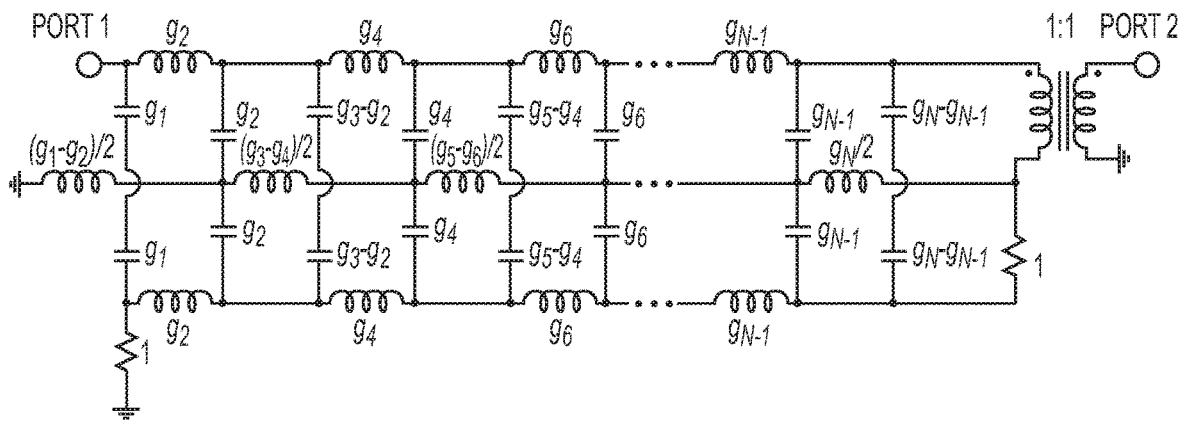 PORT 1 g2 g4 g6 gN-1 1:1 PORT 2
g1 g2 g3-g2 g4 g5-g4 g6 gN-1 gN-gN-1
(g1-g2)/2 (g3-g4)/2 (g5-g6)/2 gN/2
g1 g2 g3-g2 g4 g5-g4 g6 gN-1 gN-gN-1 1
g2 g4 g6 gN-1
1